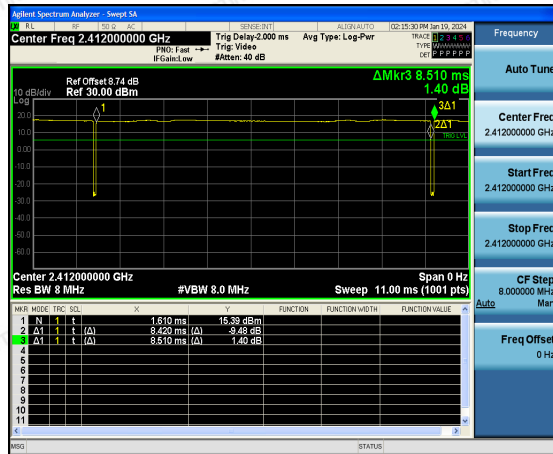 Agilent Spectrum Analyzer - Swept SA
RL RF 50 Ω AC SENSE:INT ALIGN AUTO 02:15:30 PM Jan 19, 2024
Center Freq 2.412000000 GHz
PNO: Fast
IFGain:Low
Trig Delay-2.000 ms
Trig: Video
#Atten: 40 dB
Avg Type: Log-Pwr
TRACE 1 2 3 4 5 6
TYPE
DET P P P P P P
Frequency
Ref Offset 8.74 dB
Ref 30.00 dBm
10 dB/div
Log
ΔMkr3 8.510 ms
1.40 dB
20.0
10.0
0.00
-10.0
-20.0
-30.0
-40.0
-50.0
-60.0
1
3Δ1
2Δ1
TRIG LVL
Center 2.412000000 GHz
Span 0 Hz
Res BW 8 MHz
#VBW 8.0 MHz
Sweep 11.00 ms (1001 pts)
MKR MODE TRC SCL X Y FUNCTION FUNCTION WIDTH FUNCTION VALUE
1 N 1 t 1.610 ms 15.39 dBm
2 Δ1 1 t (Δ) 8.420 ms (Δ) -9.48 dB
3 Δ1 1 t (Δ) 8.510 ms (Δ) 1.40 dB
4
5
6
7
8
9
10
11
MSG
STATUS
Auto Tune
Center Freq
2.412000000 GHz
Start Freq
2.412000000 GHz
Stop Freq
2.412000000 GHz
CF Step
8.000000 MHz
Auto Man
Freq Offset
0 Hz